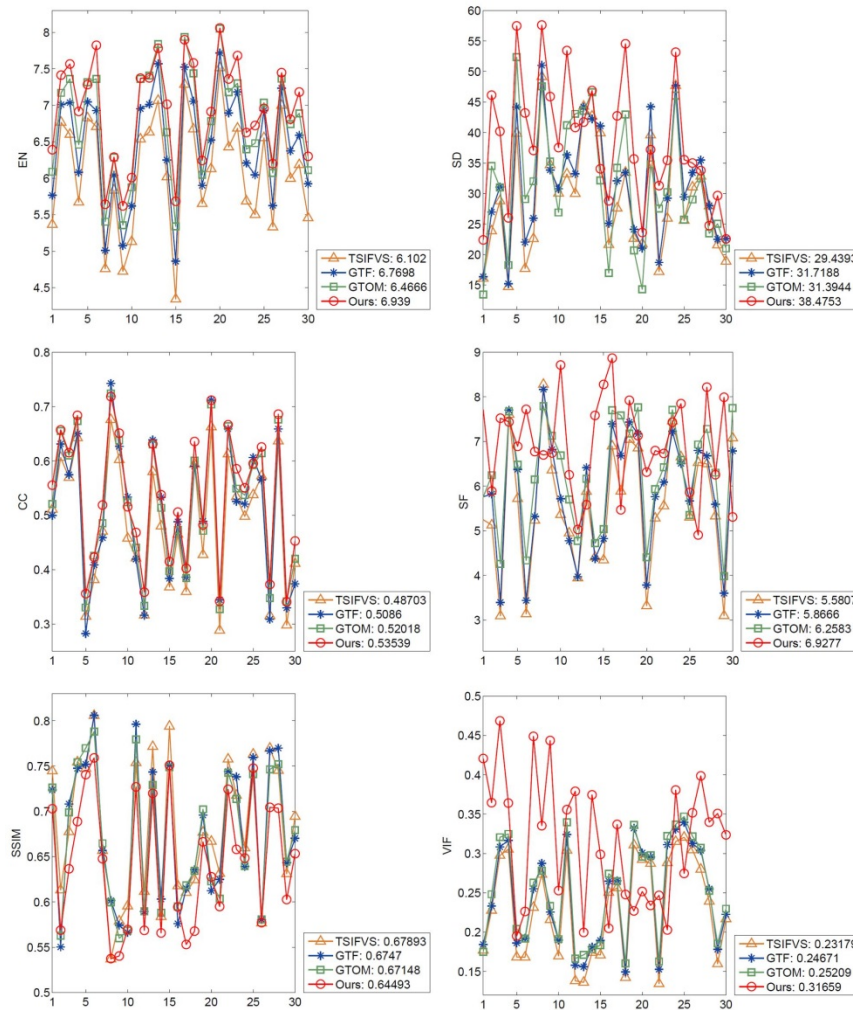 8
7.5
7
6.5
6
5.5
5
4.5
EN
1 5 10 15 20 25 30
TSIFVS: 6.102
GTF: 6.7698
GTOM: 6.4666
Ours: 6.939
60
55
50
45
40
35
30
25
20
15
10
SD
1 5 10 15 20 25 30
TSIFVS: 29.4393
GTF: 31.7188
GTOM: 31.3944
Ours: 38.4753
0.8
0.7
0.6
0.5
0.4
0.3
CC
1 5 10 15 20 25 30
TSIFVS: 0.48703
GTF: 0.5086
GTOM: 0.52018
Ours: 0.53539
9
8
7
6
5
4
3
SF
1 5 10 15 20 25 30
TSIFVS: 5.5807
GTF: 5.8666
GTOM: 6.2583
Ours: 6.9277
0.8
0.75
0.7
0.65
0.6
0.55
0.5
SSIM
1 5 10 15 20 25 30
TSIFVS: 0.67893
GTF: 0.6747
GTOM: 0.67148
Ours: 0.64493
0.5
0.45
0.4
0.35
0.3
0.25
0.2
0.15
VIF
1 5 10 15 20 25 30
TSIFVS: 0.23179
GTF: 0.24671
GTOM: 0.25209
Ours: 0.31659